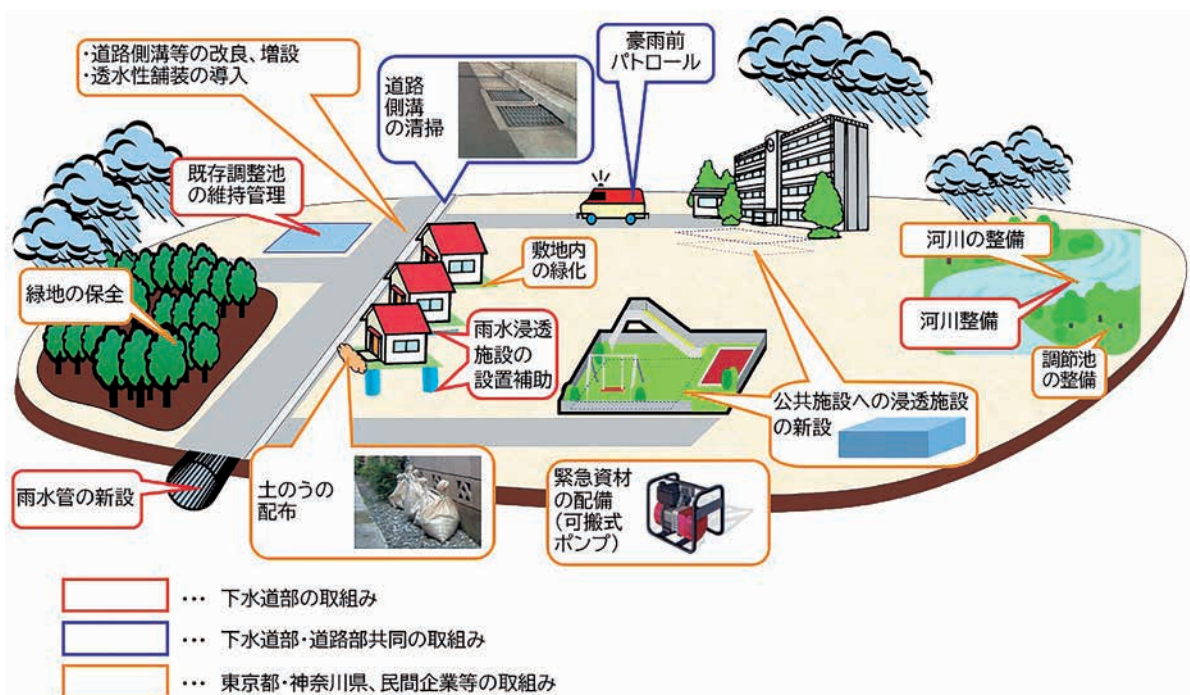 ・道路側溝等の改良、増設
・透水性舗装の導入
道路
側溝
の清掃
豪雨前
パトロール
既存調整池
の維持管理
緑地の保全
敷地内
の緑化
雨水浸透
施設の
設置補助
河川の整備
河川整備
調節池
の整備
公共施設への浸透施設
の新設
雨水管の新設
土のうの
配布
緊急資材
の配備
(可搬式
ポンプ)
… 下水道部の取組み
… 下水道部・道路部共同の取組み
… 東京都・神奈川県、民間企業等の取組み